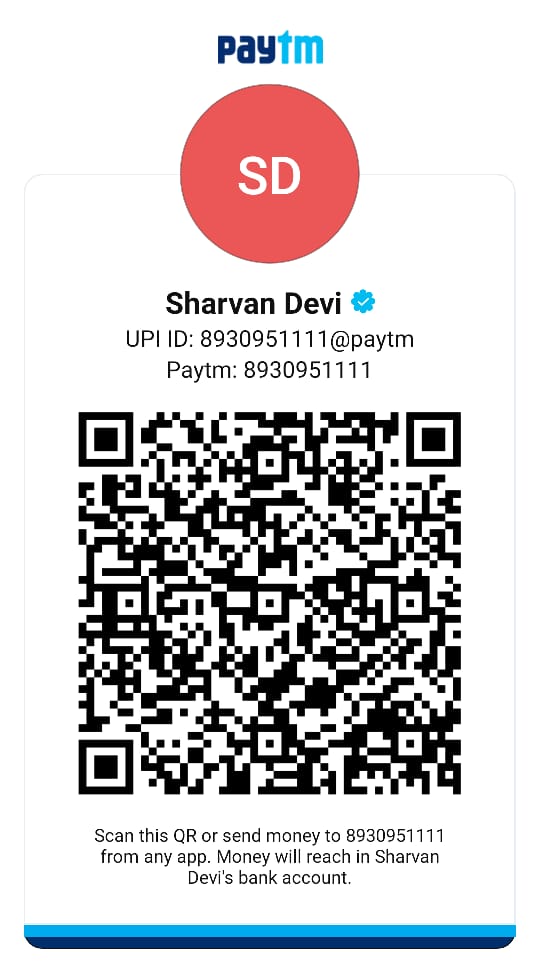 paytm
SD
Sharvan Devi
UPI ID: 8930951111@paytm
Paytm: 8930951111
Scan this QR or send money to 8930951111
from any app. Money will reach in Sharvan
Devi's bank account.